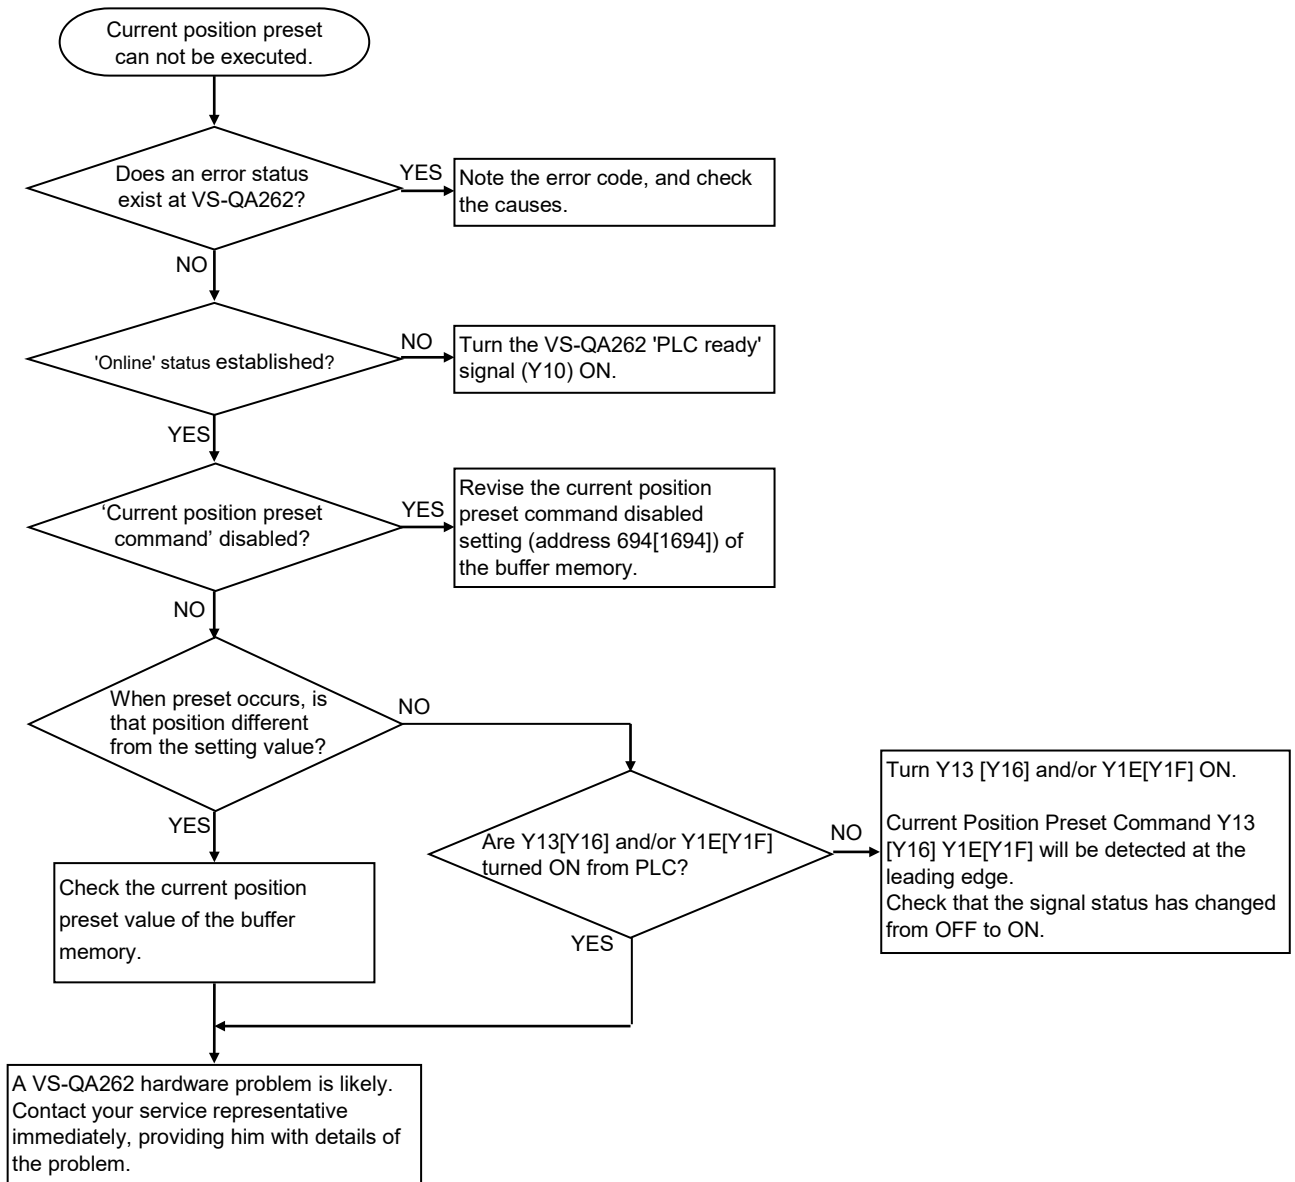 Current position preset
can not be executed.
Does an error status
exist at VS-QA262?
YES
Note the error code, and check
the causes.
NO
'Online' status established?
NO
Turn the VS-QA262 'PLC ready'
signal (Y10) ON.
YES
‘Current position preset
command’ disabled?
YES
Revise the current position
preset command disabled
setting (address 694[1694]) of
the buffer memory.
NO
When preset occurs, is
that position different
from the setting value?
NO
YES
Are Y13[Y16] and/or Y1E[Y1F]
turned ON from PLC?
NO
Turn Y13 [Y16] and/or Y1E[Y1F] ON.
Current Position Preset Command Y13
[Y16] Y1E[Y1F] will be detected at the
leading edge.
Check that the signal status has changed
from OFF to ON.
YES
Check the current position
preset value of the buffer
memory.
A VS-QA262 hardware problem is likely.
Contact your service representative
immediately, providing him with details of
the problem.